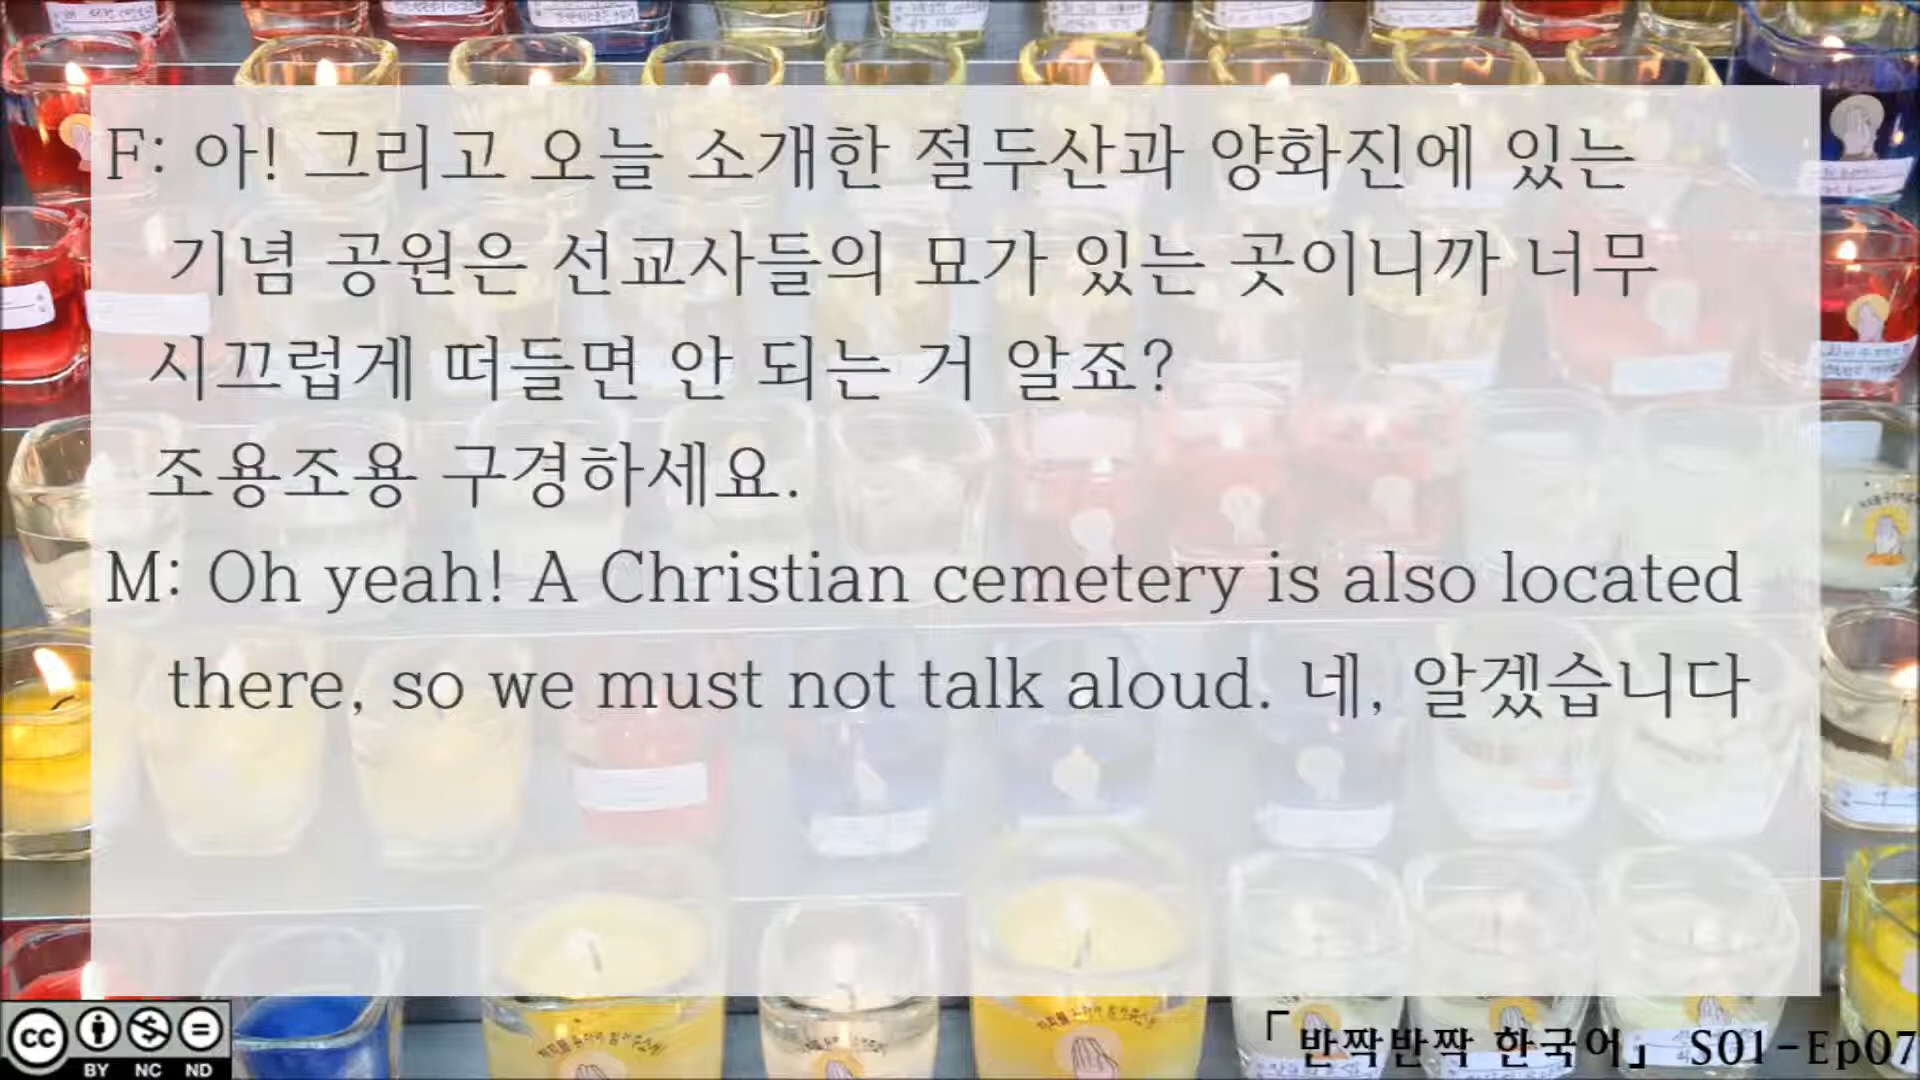 F: 아! 그리고 오늘 소개한 절두산과 양화진에 있는
기념 공원은 선교사들의 묘가 있는 곳이니까 너무
시끄럽게 떠들면 안 되는 거 알죠?
조용조용 구경하세요.
M: Oh yeah! A Christian cemetery is also located
there, so we must not talk aloud. 네, 알겠습니다
cc BY NC ND
「반짝반짝 한국어」 S01-Ep07